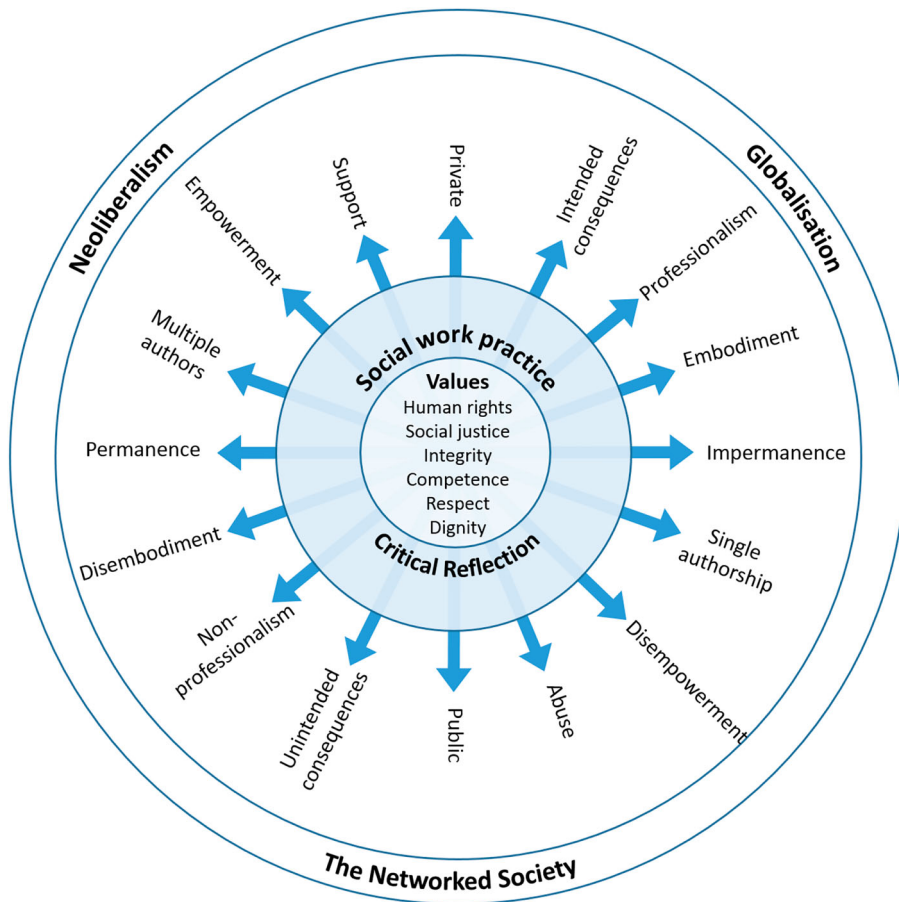 Neoliberalism
Globalisation
The Networked Society
Private
Intended
consequences
Professionalism
Embodiment
Impermanence
Single
authorship
Disempowerment
Abuse
Public
Unintended
consequences
Non-
professionalism
Disembodiment
Permanence
Multiple
authors
Empowerment
Support
Social work practice
Values
Human rights
Social justice
Integrity
Competence
Respect
Dignity
Critical Reflection